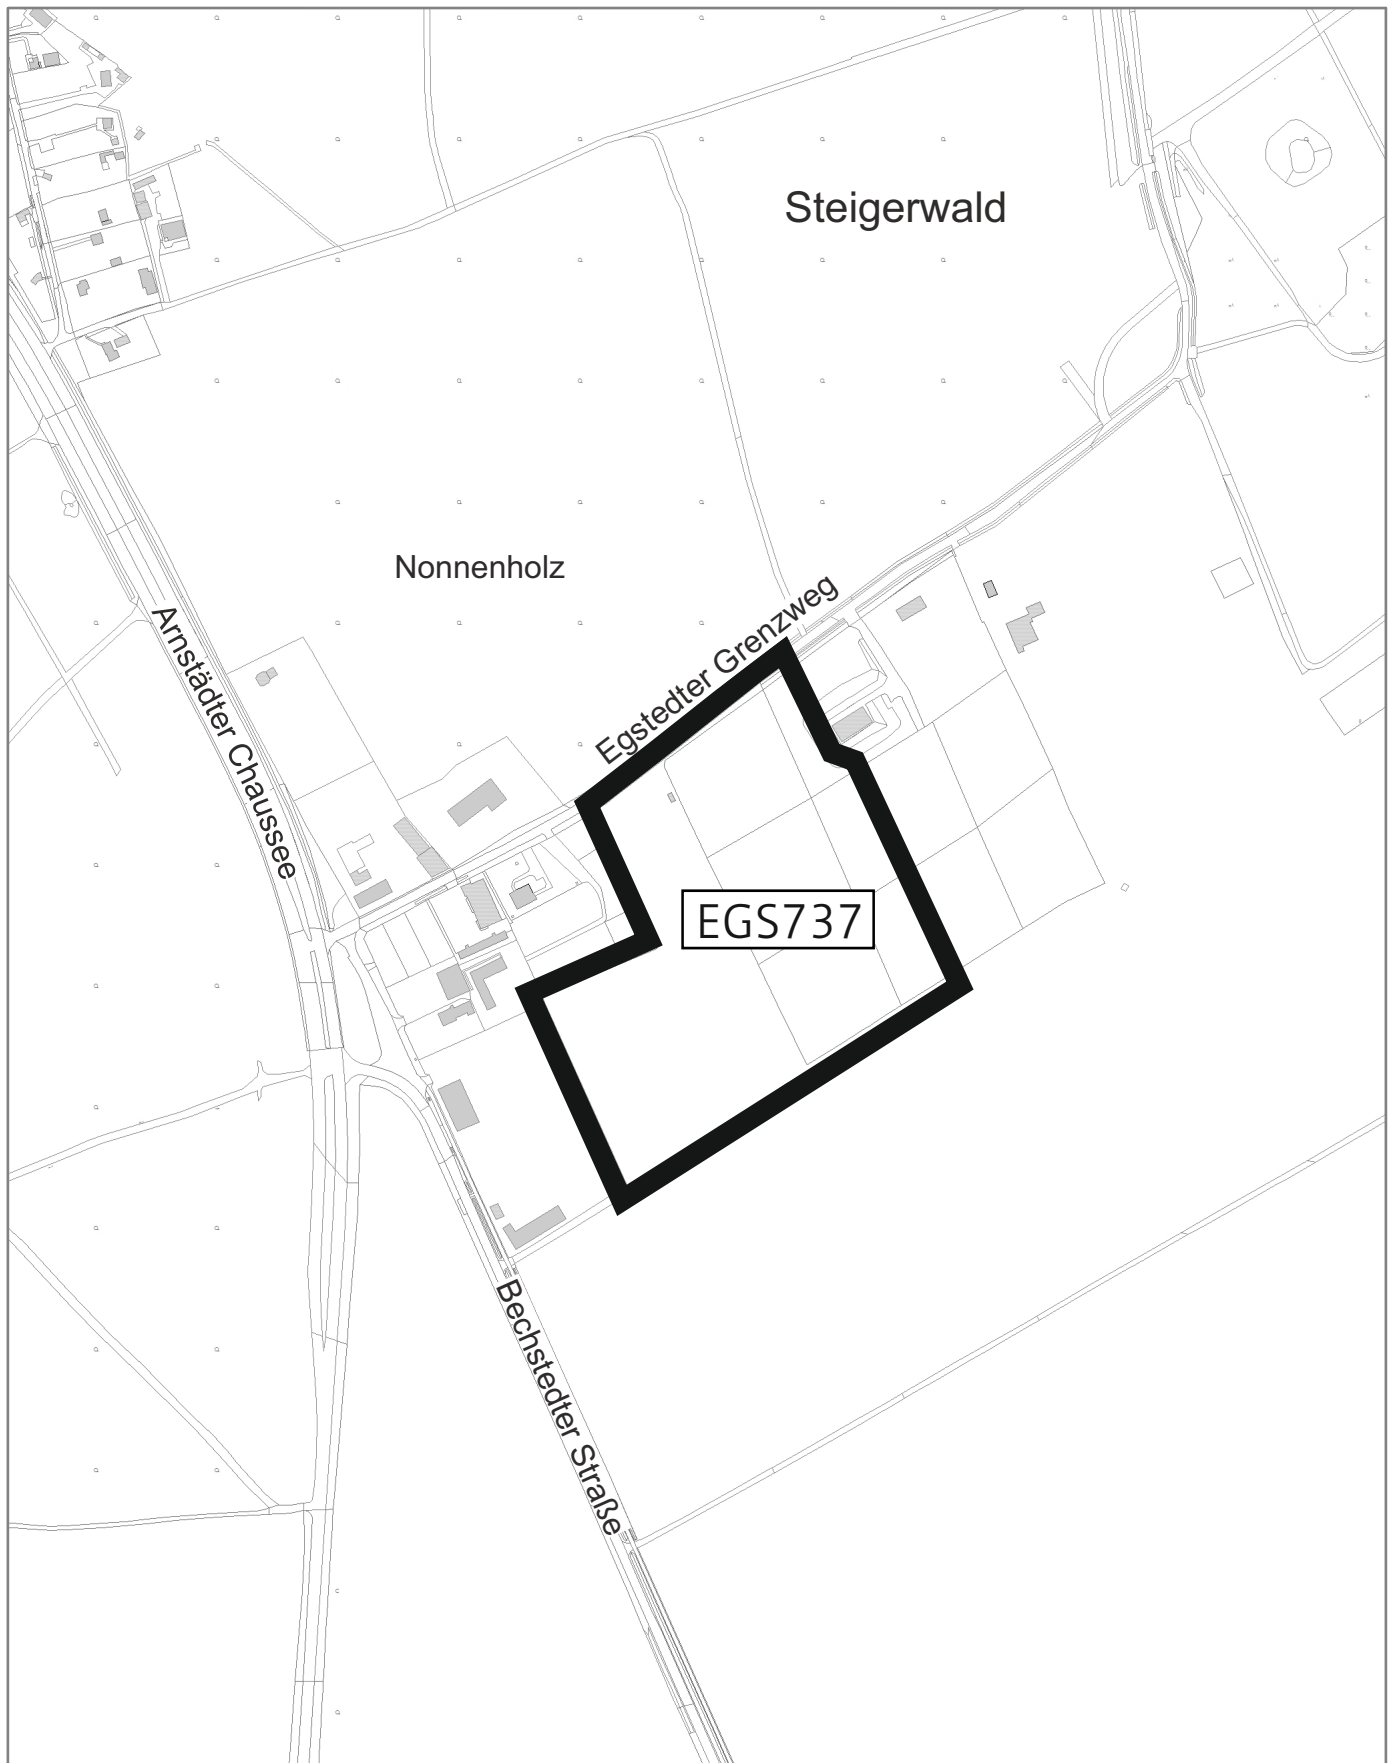 Steigerwald
Nonnenholz
Egstedter Grenzweg
Arnstädter Chaussee
EGS737
Bechstedter Straße